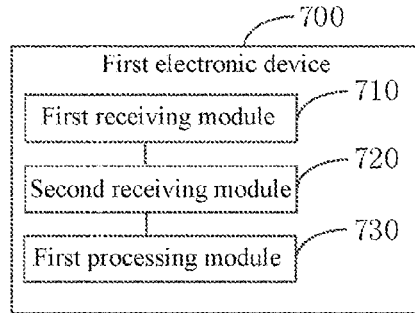 700
First electronic device
First receiving module 710
Second receiving module 720
First processing module 730